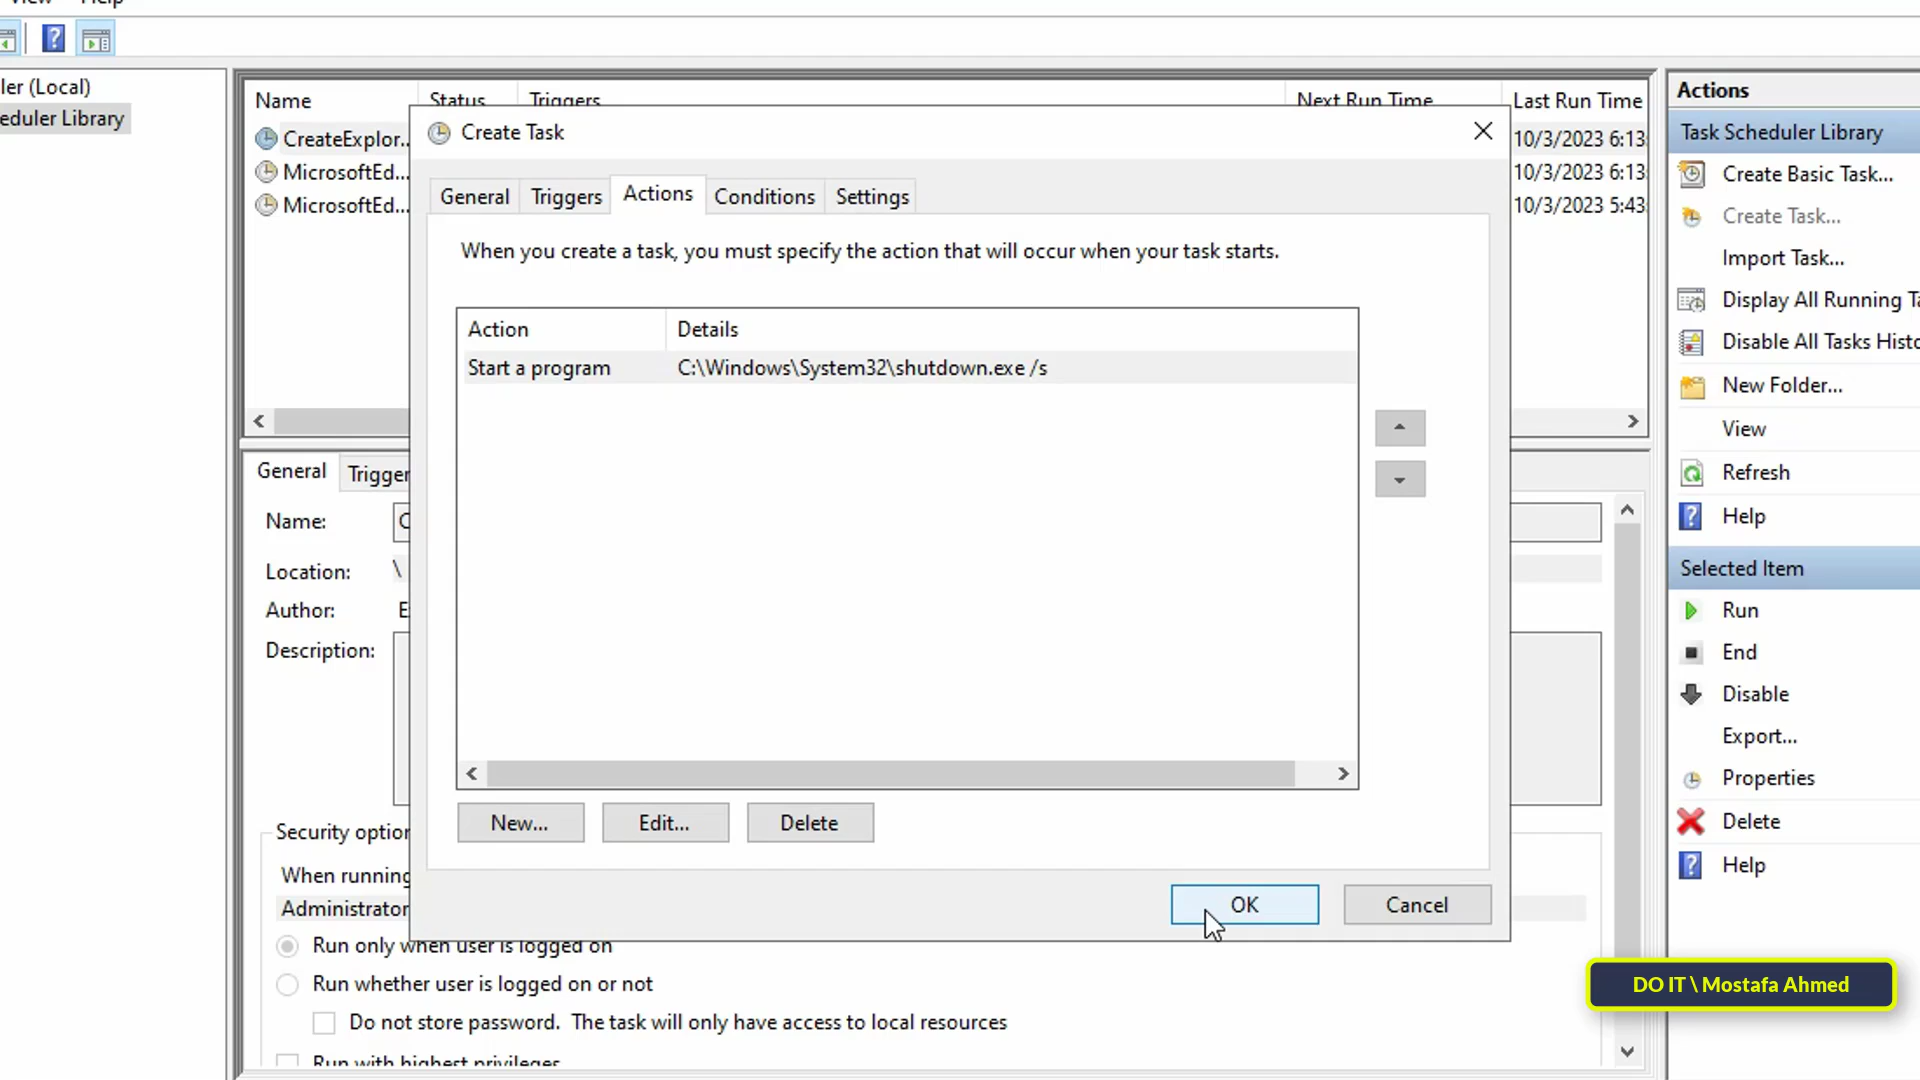 View Help
ler (Local)
eduler Library
Name Status Triggers Next Run Time Last Run Time
CreateExplor... 10/3/2023 6:13:
MicrosoftEd... 10/3/2023 6:13:
MicrosoftEd... 10/3/2023 5:43:
Create Task
General Triggers Actions Conditions Settings
When you create a task, you must specify the action that will occur when your task starts.
Action Details
Start a program C:\Windows\System32\shutdown.exe /s
New... Edit... Delete
OK Cancel
General Trigger
Name: C
Location: \
Author: E
Description:
Security option
When running
Administrator
Run only when user is logged on
Run whether user is logged on or not
Do not store password. The task will only have access to local resources
Run with highest privileges
Actions
Task Scheduler Library
Create Basic Task...
Create Task...
Import Task...
Display All Running Ta
Disable All Tasks Histo
New Folder...
View
Refresh
Help
Selected Item
Run
End
Disable
Export...
Properties
Delete
Help
DO IT \ Mostafa Ahmed